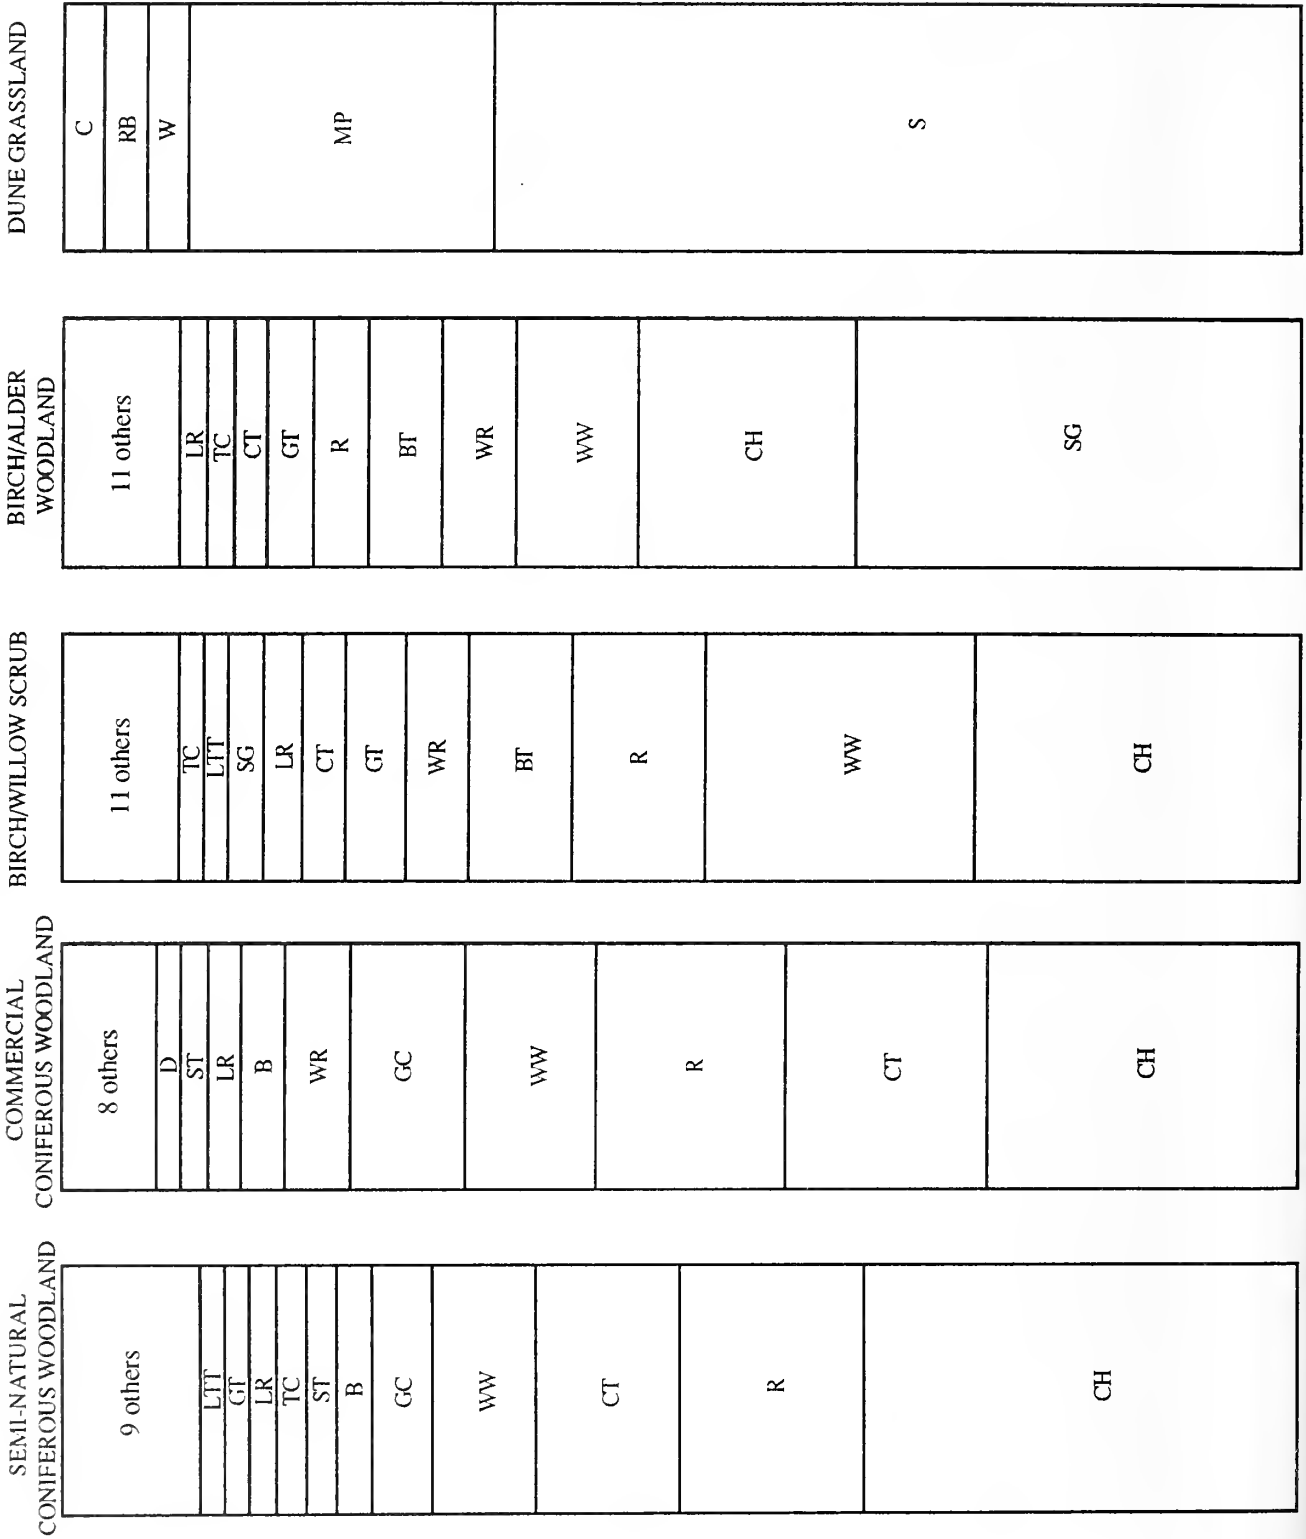 SEMI-NATURAL
CONIFEROUS WOODLAND
9 others
LTT
GT
LR
TC
ST
B
GC
WW
CT
R
CH
COMMERCIAL
CONIFEROUS WOODLAND
8 others
D
ST
LR
B
WR
GC
WW
R
CT
CH
BIRCH/WILLOW SCRUB
11 others
TC
LTT
SG
LR
CT
GT
WR
BT
R
WW
CH
BIRCH/ALDER
WOODLAND
11 others
LR
TC
CT
GT
R
BT
WR
WW
CH
SG
DUNE GRASSLAND
C
RB
W
MP
S